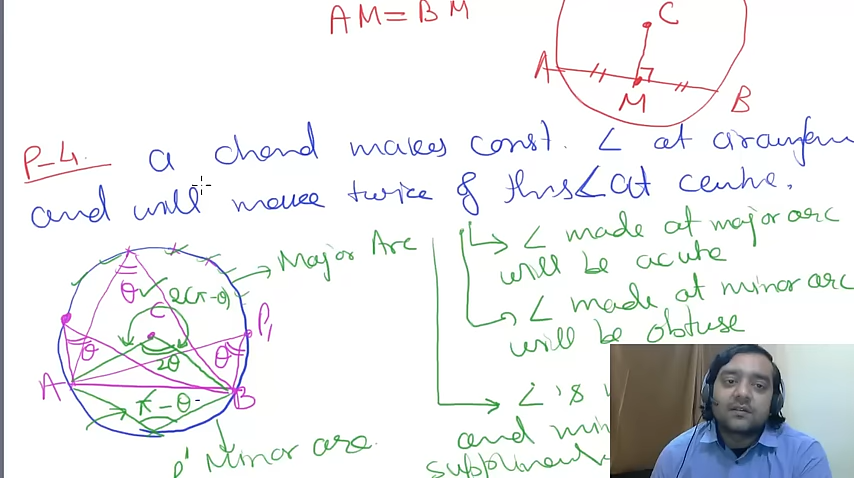 AM = BM
C
A
M
B
P-4. a chord makes const. ∠ at circumferen
and will make twice of this ∠ at centre.
Major Arc
∠ made at major arc
will be acute
∠ made at minor arc
will be obtuse
θ
2(π-θ)
C
P₁
θ
θ
2θ
A
B
π-θ
P'
Minor arc.
∠'s
and min